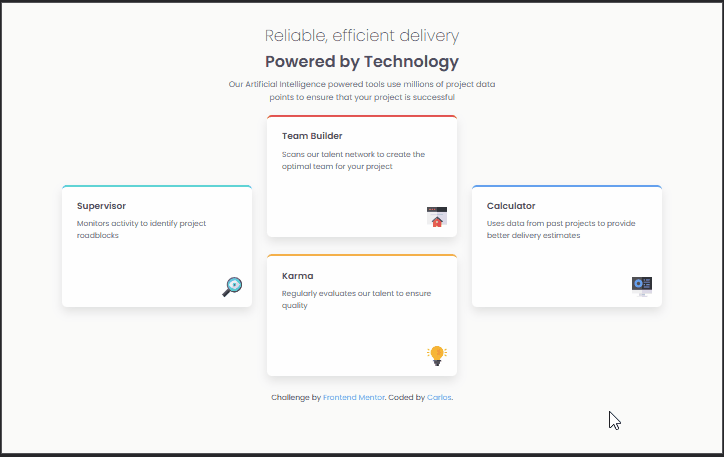 Reliable, efficient delivery
Powered by Technology
Our Artificial Intelligence powered tools use millions of project data
points to ensure that your project is successful
Supervisor
Monitors activity to identify project
roadblocks
Team Builder
Scans our talent network to create the
optimal team for your project
Karma
Regularly evaluates our talent to ensure
quality
Calculator
Uses data from past projects to provide
better delivery estimates
Challenge by Frontend Mentor. Coded by Carlos.